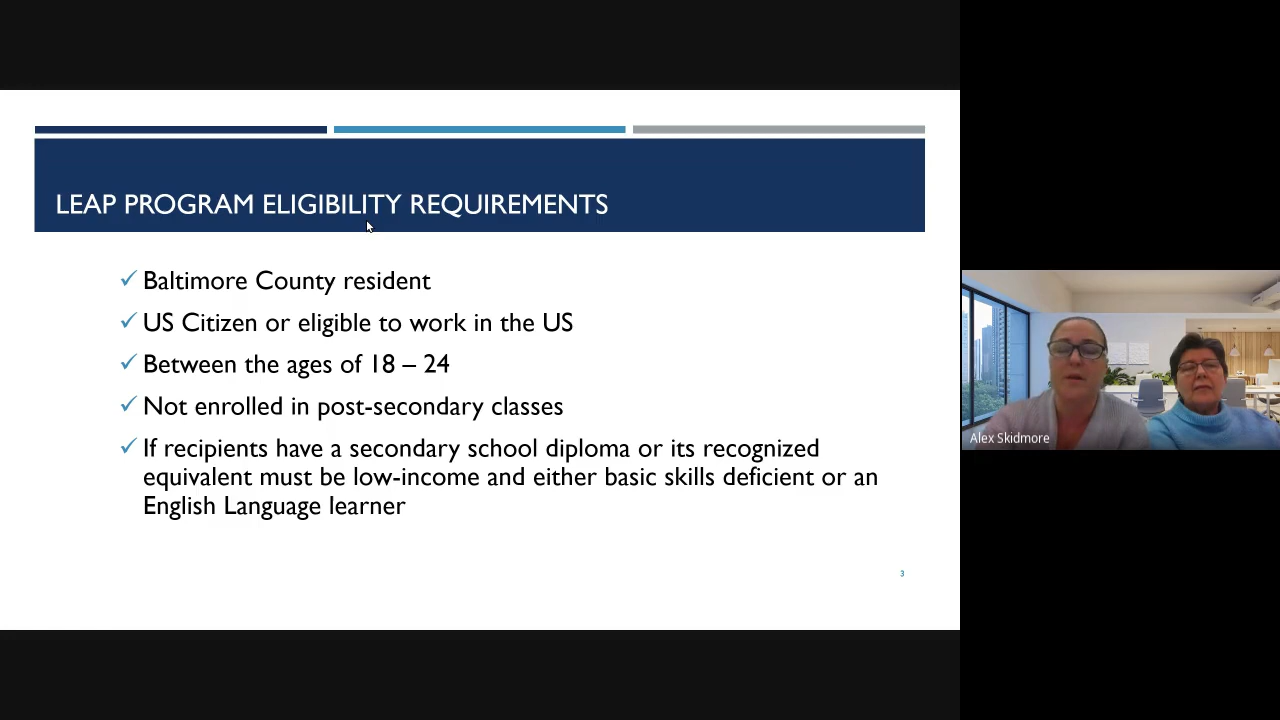 LEAP PROGRAM ELIGIBILITY REQUIREMENTS
✓ Baltimore County resident
✓ US Citizen or eligible to work in the US
✓ Between the ages of 18 – 24
✓ Not enrolled in post-secondary classes
✓ If recipients have a secondary school diploma or its recognized
equivalent must be low-income and either basic skills deficient or an
English Language learner
3
Alex Skidmore